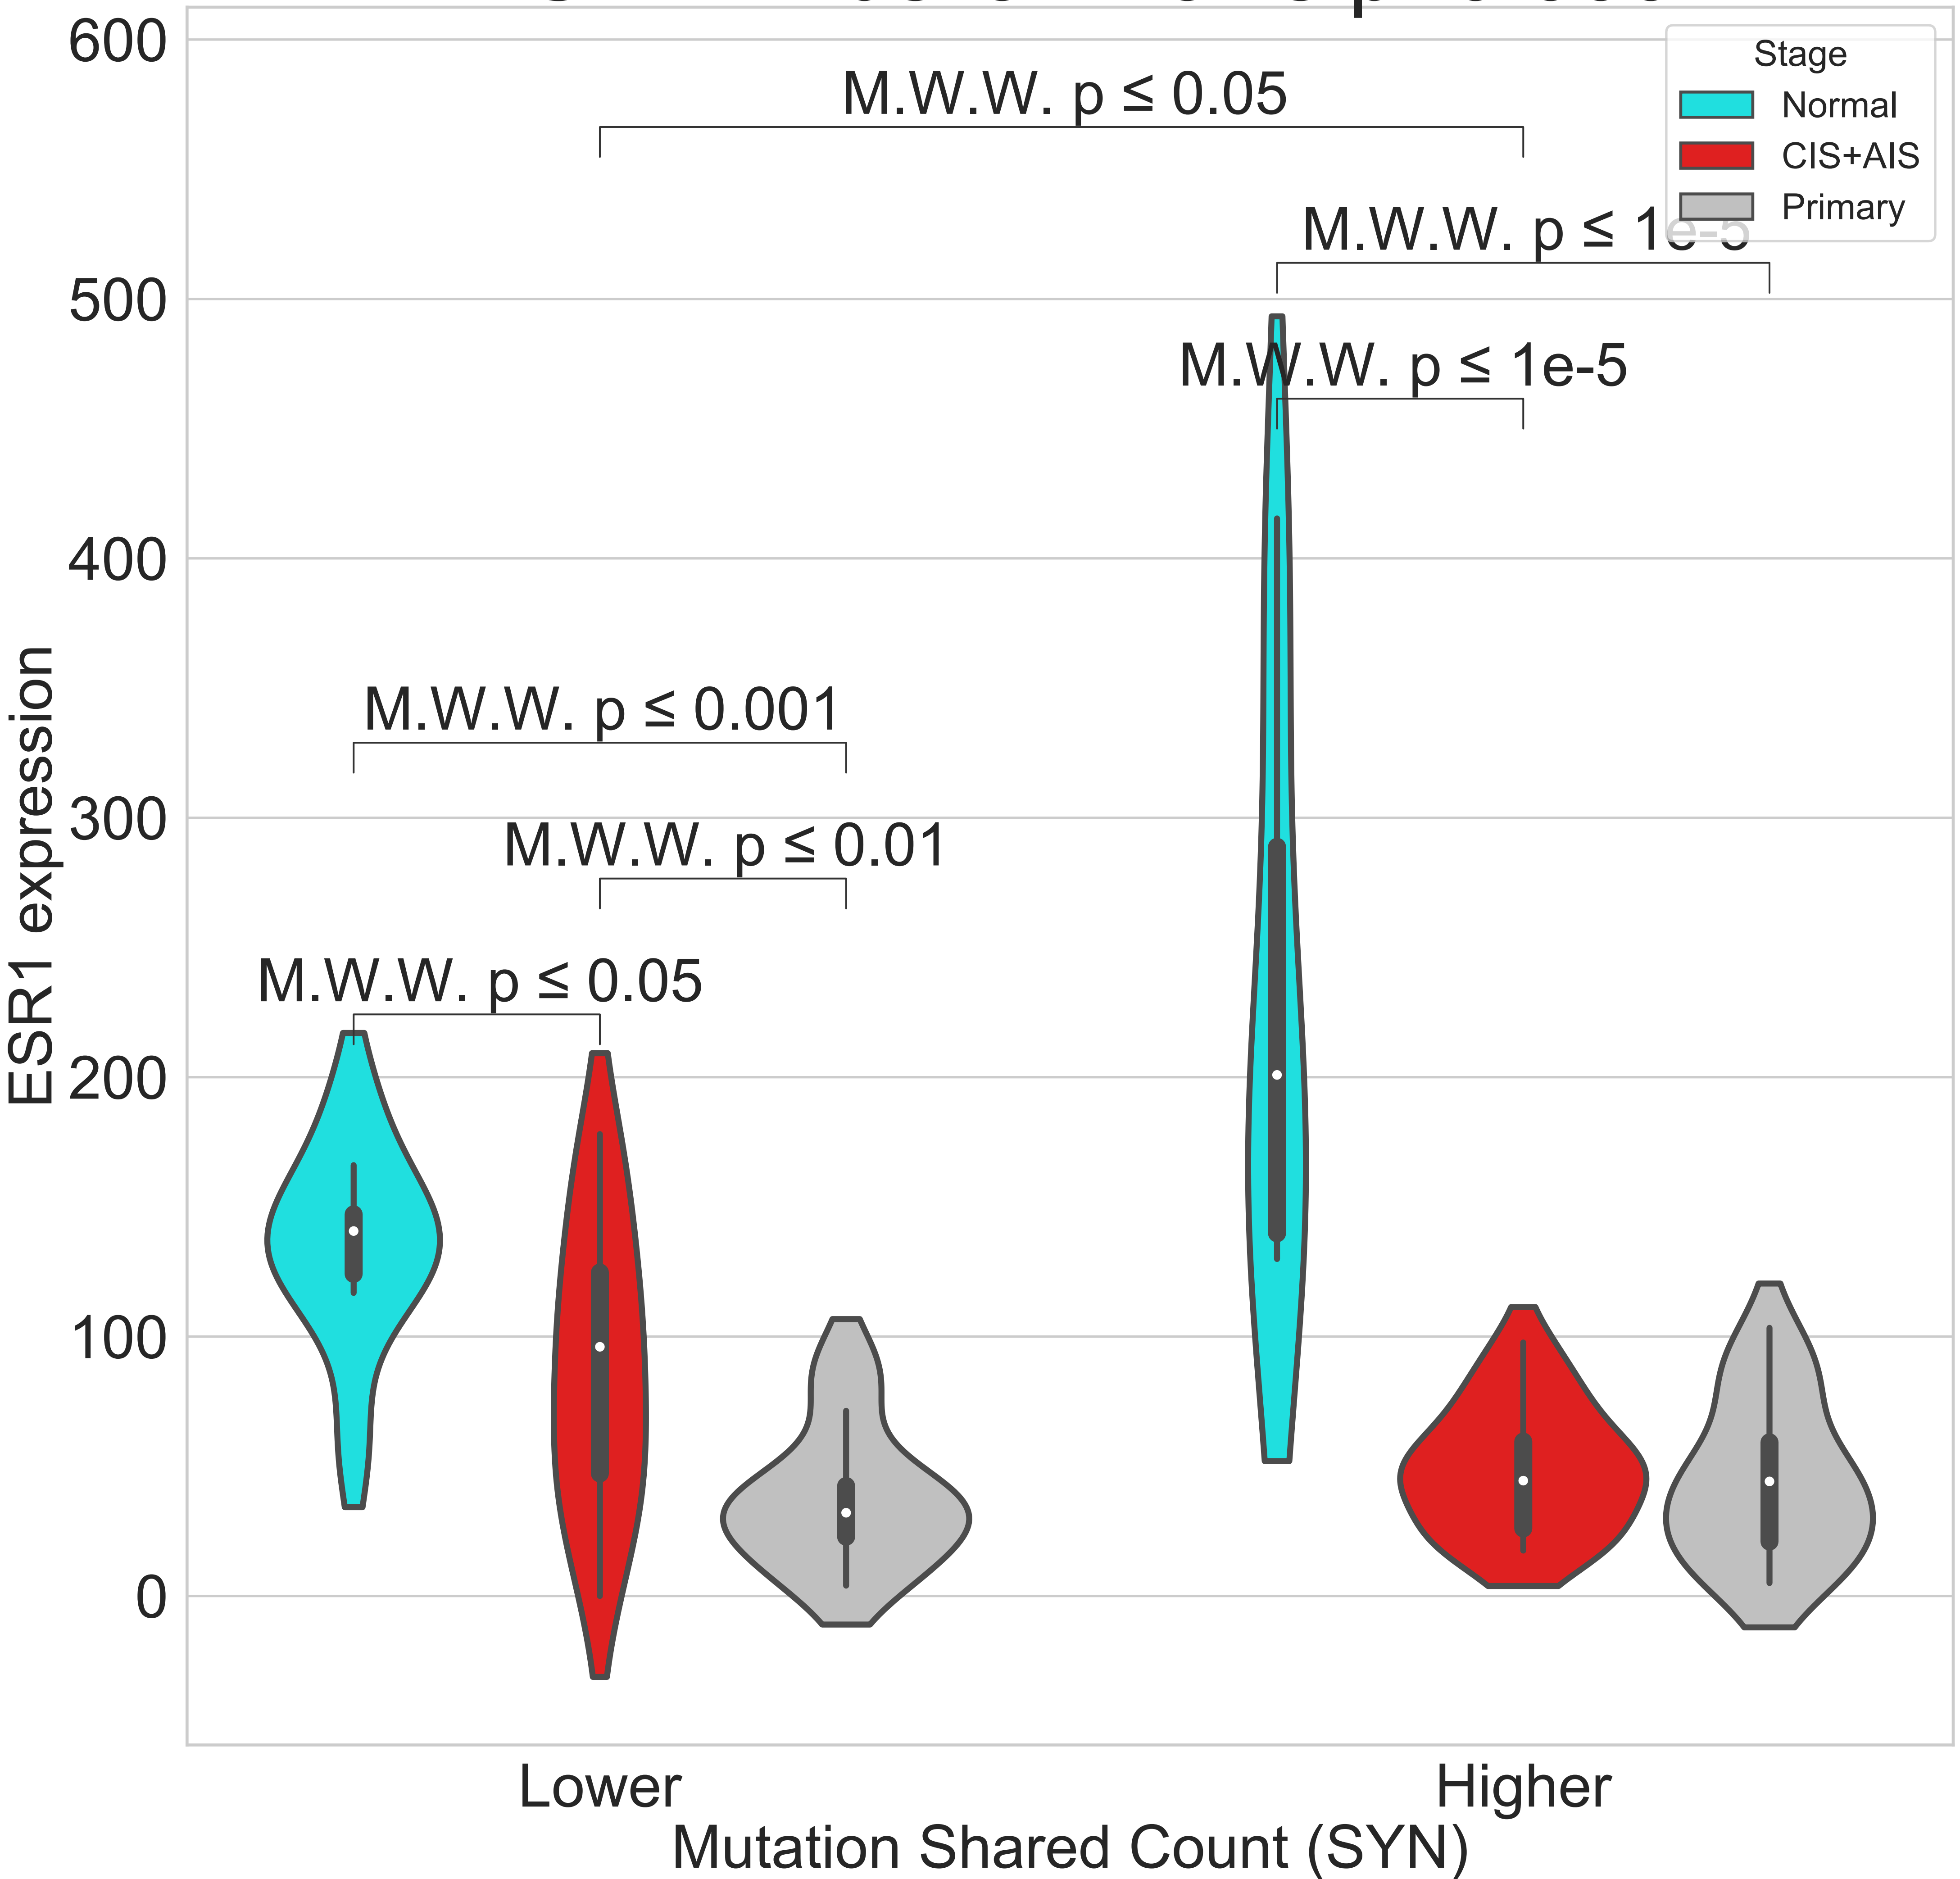 Stage
Normal
CIS+AIS
Primary
M.W.W. p ≤ 0.05
M.W.W. p ≤ 1e-5
M.W.W. p ≤ 1e-5
M.W.W. p ≤ 0.001
M.W.W. p ≤ 0.01
M.W.W. p ≤ 0.05
600
500
400
300
200
100
0
ESR1 expression
Lower
Higher
Mutation Shared Count (SYN)